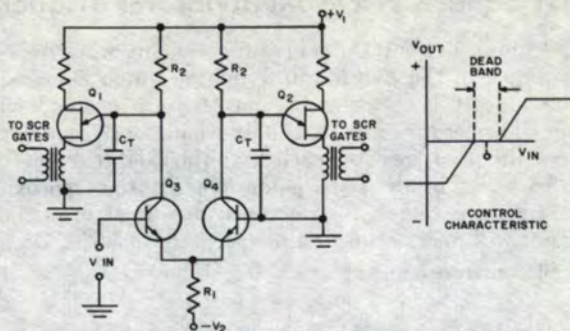 +V1
R2
R2
Q1
Q2
TO SCR
GATES
CT
CT
TO SCR
GATES
Q3
Q4
V IN
R1
-V2
VOUT
+
DEAD
BAND
VIN
-
CONTROL
CHARACTERISTIC